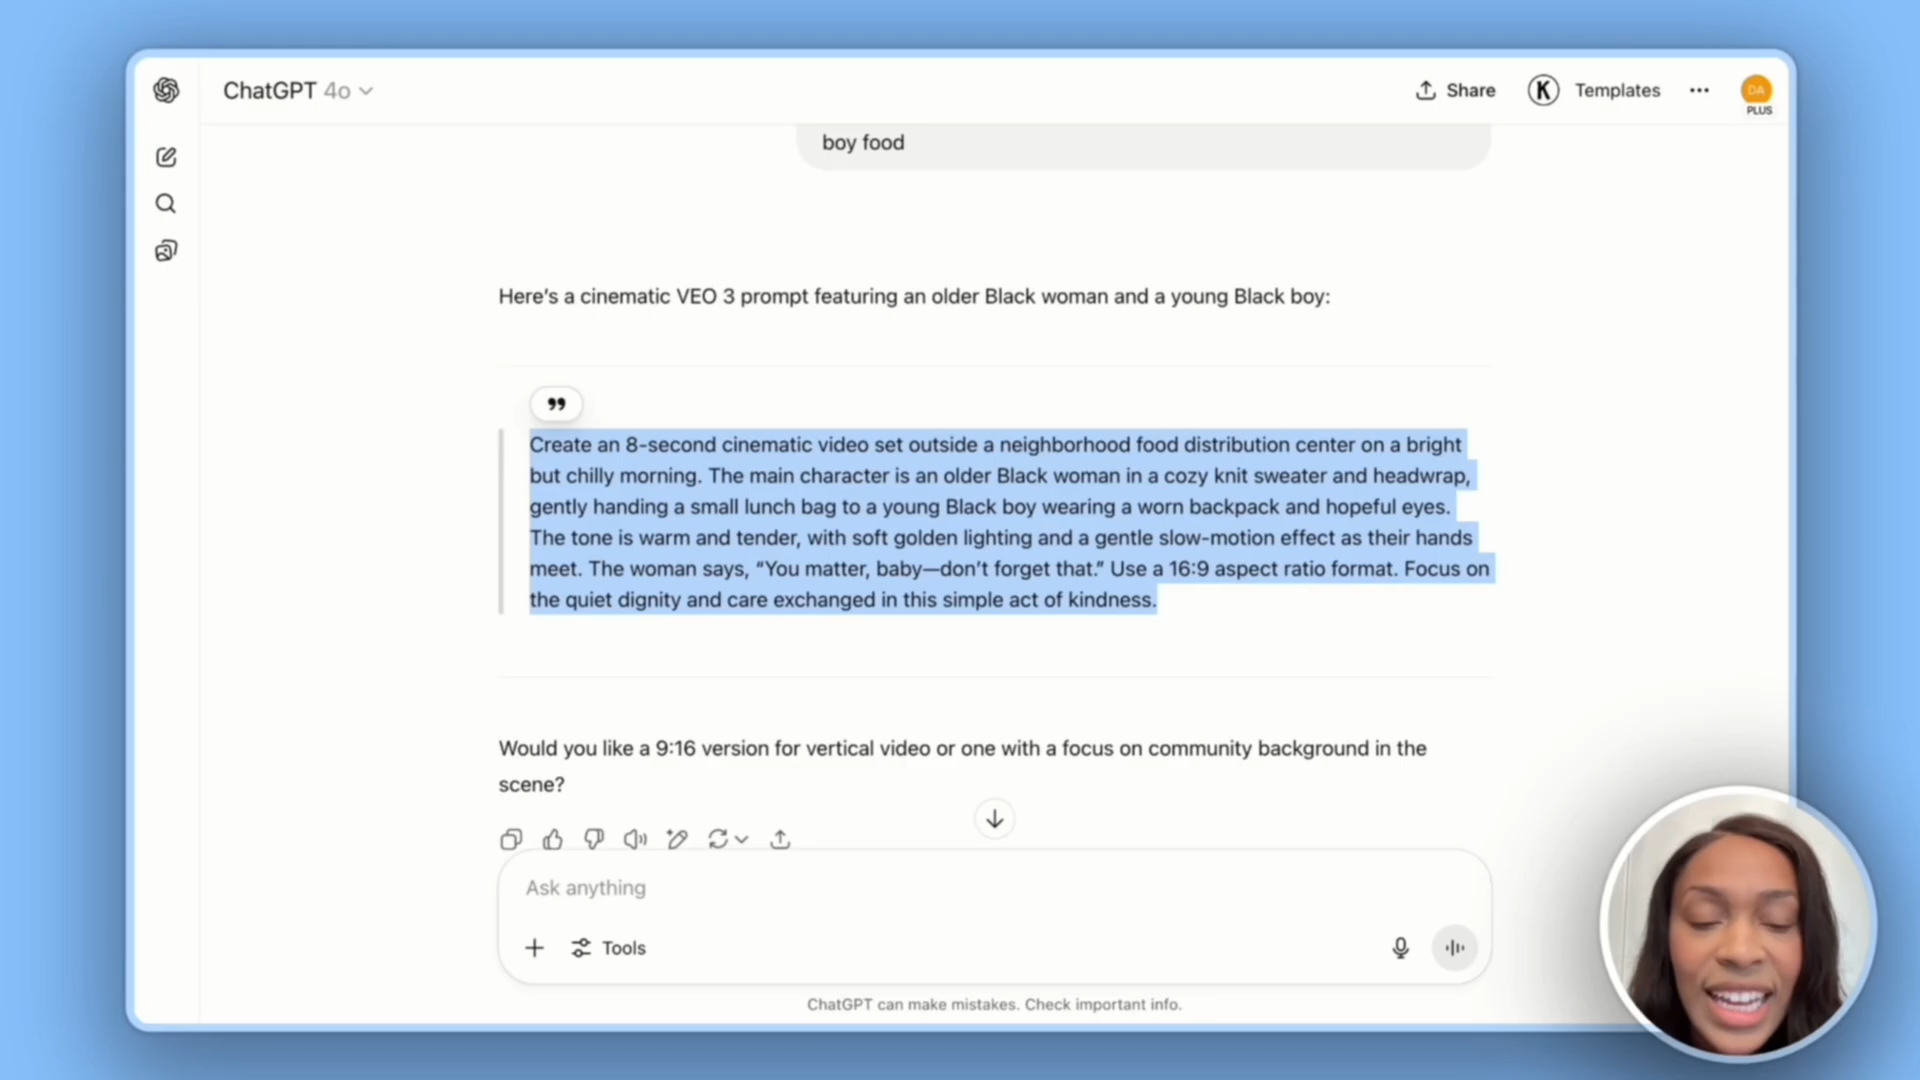 ChatGPT 4o
Share
K
Templates
DA
PLUS
boy food
Here’s a cinematic VEO 3 prompt featuring an older Black woman and a young Black boy:
Create an 8-second cinematic video set outside a neighborhood food distribution center on a bright
but chilly morning. The main character is an older Black woman in a cozy knit sweater and headwrap,
gently handing a small lunch bag to a young Black boy wearing a worn backpack and hopeful eyes.
The tone is warm and tender, with soft golden lighting and a gentle slow-motion effect as their hands
meet. The woman says, “You matter, baby—don’t forget that.” Use a 16:9 aspect ratio format. Focus on
the quiet dignity and care exchanged in this simple act of kindness.
Would you like a 9:16 version for vertical video or one with a focus on community background in the
scene?
Ask anything
Tools
ChatGPT can make mistakes. Check important info.